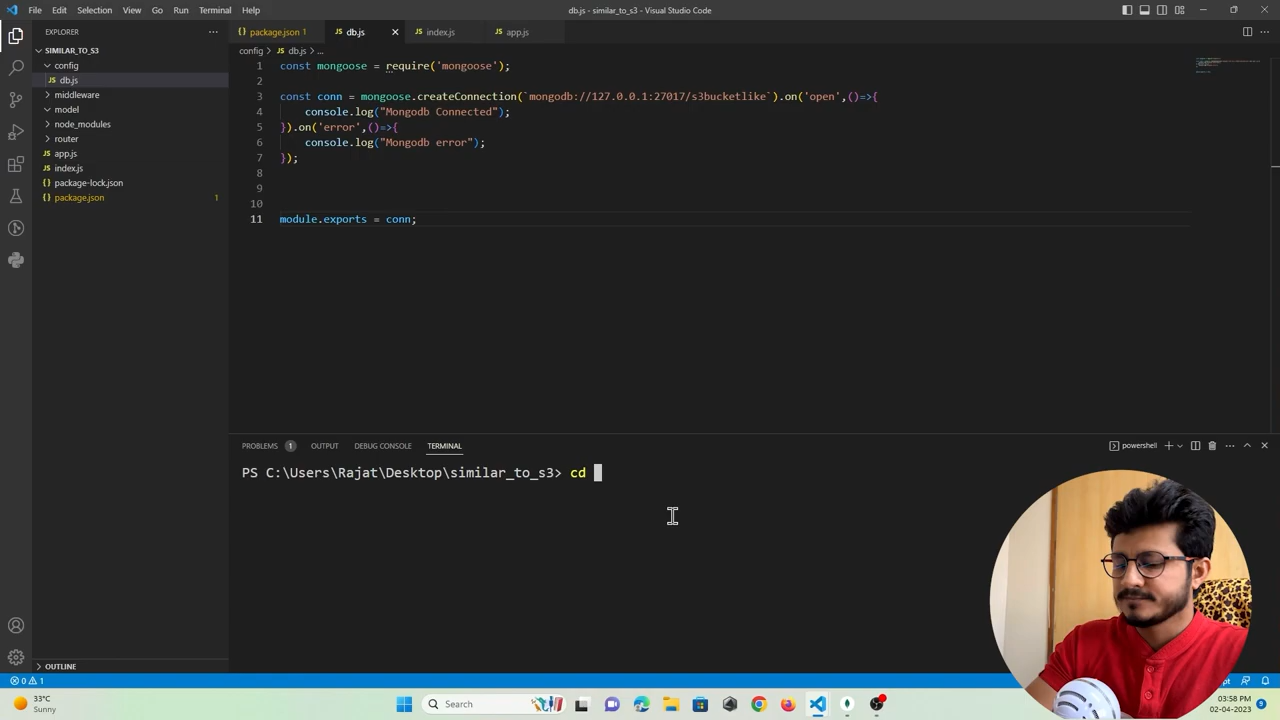 File Edit Selection View Go Run Terminal Help
db.js - similar_to_s3 - Visual Studio Code
EXPLORER
package.json 1
db.js
index.js
app.js
SIMILAR_TO_S3
config > db.js > ...
config
db.js
middleware
model
node_modules
router
app.js
index.js
package-lock.json
package.json 1
1 const mongoose = require('mongoose');
2
3 const conn = mongoose.createConnection(`mongodb://127.0.0.1:27017/s3bucketlike`).on('open',()=>{
4 console.log("Mongodb Connected");
5 }).on('error',()=>{
6 console.log("Mongodb error");
7 });
8
9
10
11 module.exports = conn;
PROBLEMS 1 OUTPUT DEBUG CONSOLE TERMINAL
powershell
PS C:\Users\Rajat\Desktop\similar_to_s3> cd
OUTLINE
0 1
33°C
Sunny
Search
03:58 PM
02-04-2023
9